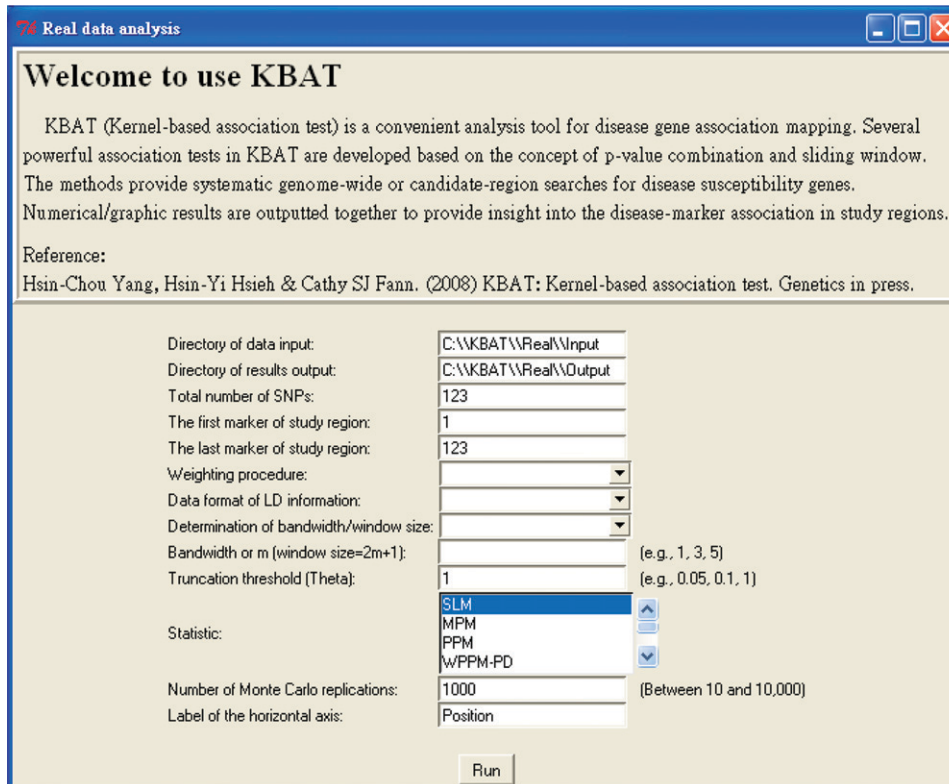 Real data analysis
Welcome to use KBAT
KBAT (Kernel-based association test) is a convenient analysis tool for disease gene association mapping. Several
powerful association tests in KBAT are developed based on the concept of p-value combination and sliding window.
The methods provide systematic genome-wide or candidate-region searches for disease susceptibility genes.
Numerical/graphic results are outputted together to provide insight into the disease-marker association in study regions.
Reference:
Hsin-Chou Yang, Hsin-Yi Hsieh & Cathy SJ Fann. (2008) KBAT: Kernel-based association test. Genetics in press.
Directory of data input: C:\\KBAT\\Real\\Input
Directory of results output: C:\\KBAT\\Real\\Output
Total number of SNPs: 123
The first marker of study region: 1
The last marker of study region: 123
Weighting procedure:
Data format of LD information:
Determination of bandwidth/window size:
Bandwidth or m (window size=2m+1): (e.g., 1, 3, 5)
Truncation threshold (Theta): 1 (e.g., 0.05, 0.1, 1)
Statistic:
SLM
MPM
PPM
WPPM-PD
Number of Monte Carlo replications: 1000 (Between 10 and 10,000)
Label of the horizontal axis: Position
Run